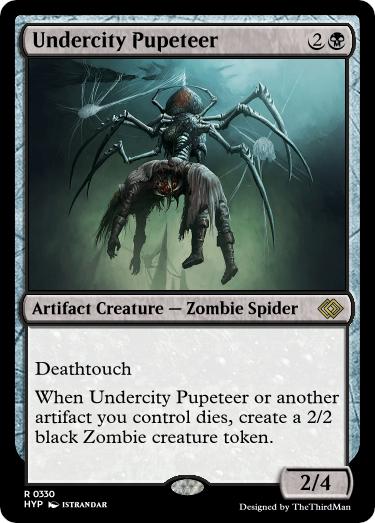 Undercity Pupeteer 2
Artifact Creature — Zombie Spider
Deathtouch
When Undercity Pupeteer or another
artifact you control dies, create a 2/2
black Zombie creature token.
2/4
R 0330
HYP ISTRANDAR
Designed by TheThirdMan